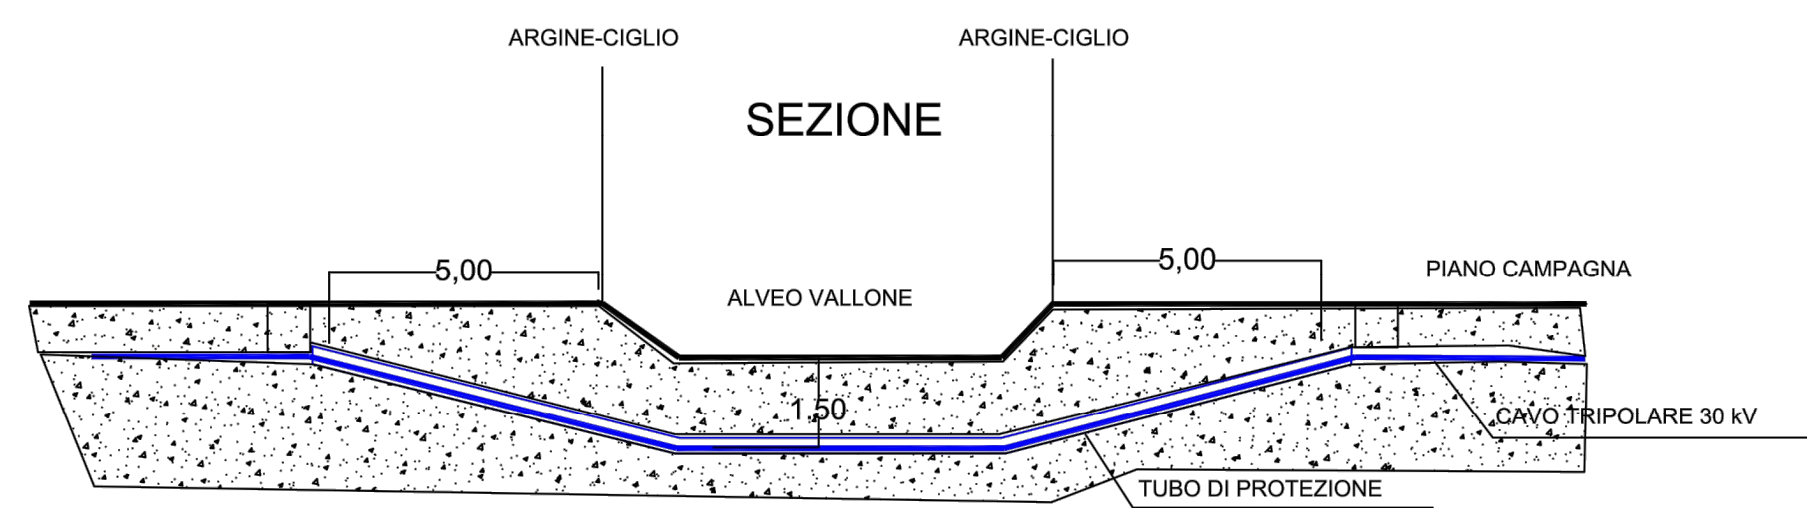 ARGINE-CIGLIO
ARGINE-CIGLIO
SEZIONE
5,00
5,00
PIANO CAMPAGNA
ALVEO VALLONE
1,50
CAVO TRIPOLARE 30 kV
TUBO DI PROTEZIONE